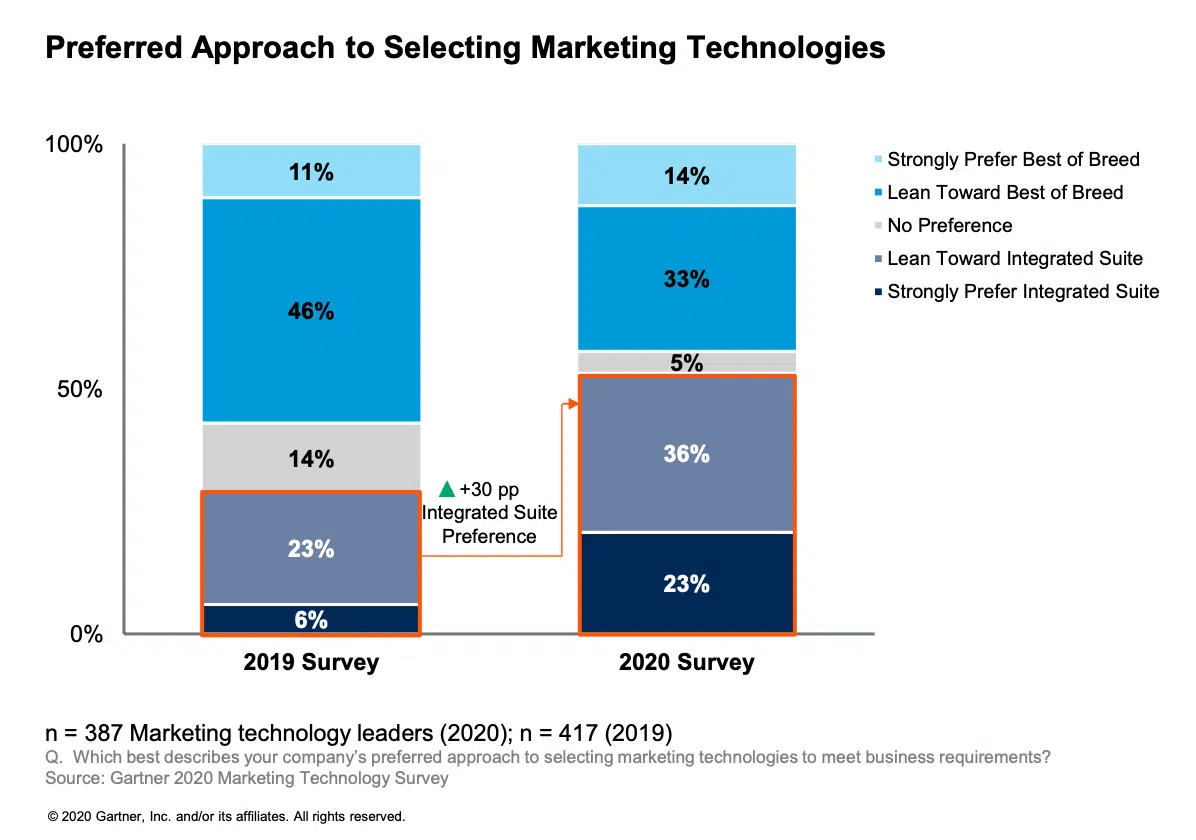 Preferred Approach to Selecting Marketing Technologies
100%
50%
0%
11%
46%
14%
23%
6%
2019 Survey
+30 pp
Integrated Suite
Preference
14%
33%
5%
36%
23%
2020 Survey
Strongly Prefer Best of Breed
Lean Toward Best of Breed
No Preference
Lean Toward Integrated Suite
Strongly Prefer Integrated Suite
n = 387 Marketing technology leaders (2020); n = 417 (2019)
Q. Which best describes your company’s preferred approach to selecting marketing technologies to meet business requirements?
Source: Gartner 2020 Marketing Technology Survey
© 2020 Gartner, Inc. and/or its affiliates. All rights reserved.